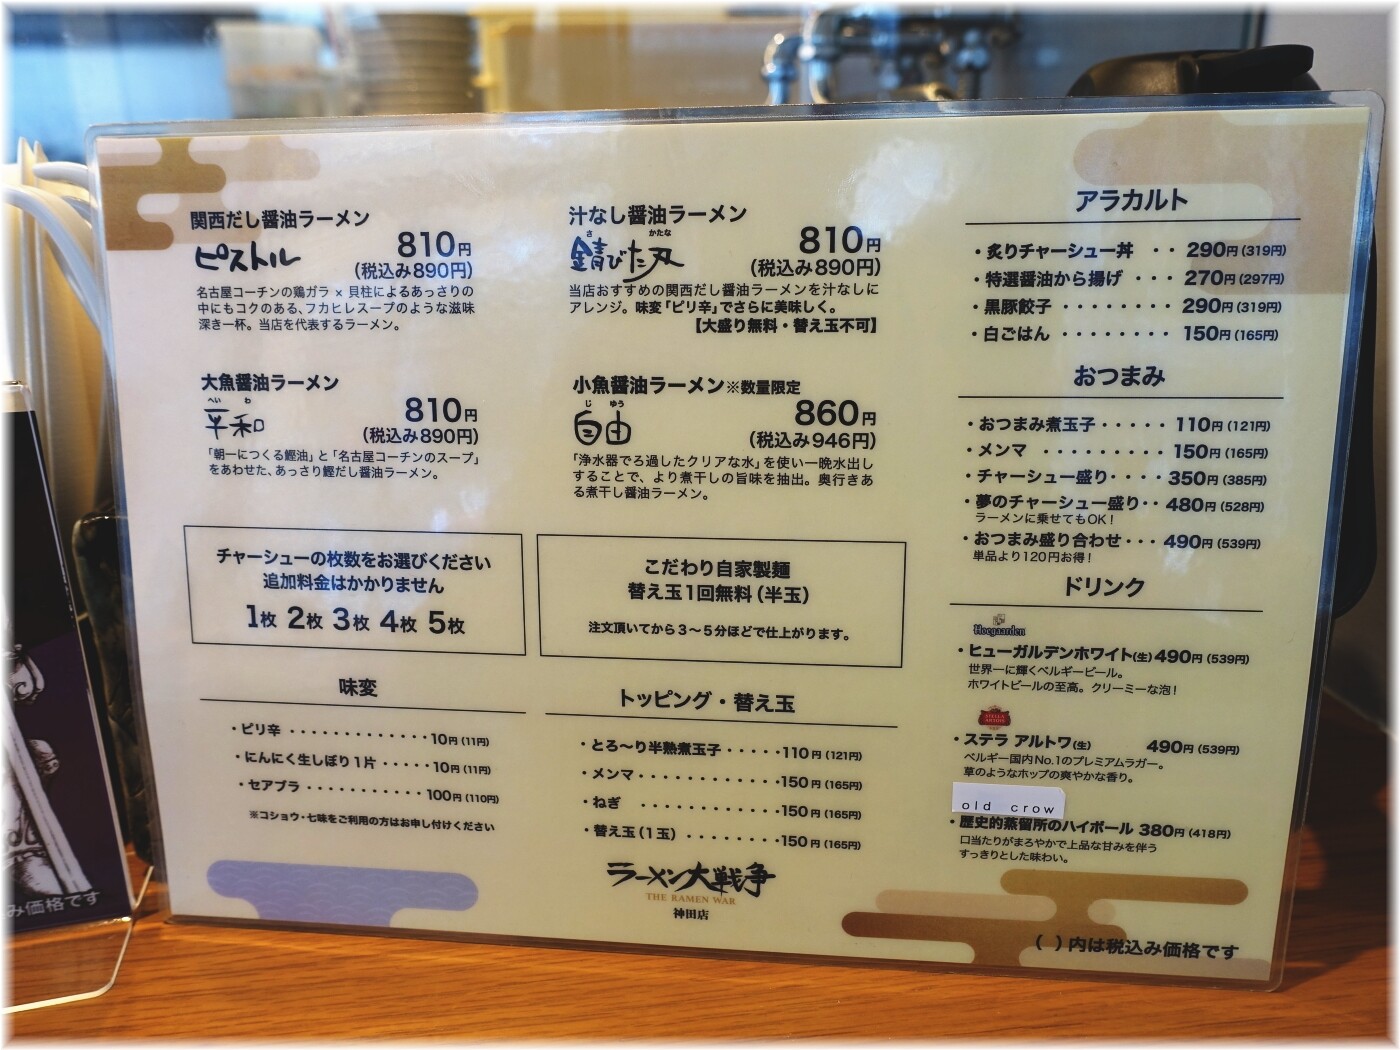 関西だし醤油ラーメン
ピストル
810円
(税込み890円)
名古屋コーチンの鶏ガラ × 貝柱によるあっさりの
中にもコクのある、フカヒレスープのような滋味
深き一杯。当店を代表するラーメン。
汁なし醤油ラーメン
さ かたな
錆びた刃
810円
(税込み890円)
当店おすすめの関西だし醤油ラーメンを汁なしに
アレンジ。味変「ピリ辛」でさらに美味しく。
【大盛り無料・替え玉不可】
大魚醤油ラーメン
へい わ
平和
810円
(税込み890円)
「朝一につくる鰹油」と「名古屋コーチンのスープ」
をあわせた、あっさり鰹だし醤油ラーメン。
小魚醤油ラーメン※数量限定
じ ゆう
自由
860円
(税込み946円)
「浄水器でろ過したクリアな水」を使い一晩水出し
することで、より煮干しの旨味を抽出。奥行きあ
る煮干し醤油ラーメン。
チャーシューの枚数をお選びください
追加料金はかかりません
1枚 2枚 3枚 4枚 5枚
こだわり自家製麺
替え玉1回無料(半玉)
注文頂いてから3〜5分ほどで仕上がります。
味変
・ピリ辛 ・・・・・・・・・・・・・10円(11円)
・にんにく生しぼり1片・・・・・10円(11円)
・セアブラ ・・・・・・・・・・・100円(110円)
※コショウ・七味をご利用の方はお申し付けください
トッピング・替え玉
・とろ〜り半熟煮玉子・・・・・110円(121円)
・メンマ・・・・・・・・・・・・・150円(165円)
・ねぎ ・・・・・・・・・・・・・150円(165円)
・替え玉(1玉)・・・・・・・・・150円(165円)
ラーメン大戦争
THE RAMEN WAR
神田店
アラカルト
・炙りチャーシュー丼 ・・ 290円(319円)
・特選醤油から揚げ ・・・ 270円(297円)
・黒豚餃子 ・・・・・・・・ 290円(319円)
・白ごはん ・・・・・・・・ 150円(165円)
おつまみ
・おつまみ煮玉子・・・・・ 110円(121円)
・メンマ ・・・・・・・・・ 150円(165円)
・チャーシュー盛り・・・・ 350円(385円)
・夢のチャーシュー盛り・・ 480円(528円)
ラーメンに乗せてもOK!
・おつまみ盛り合わせ・・・ 490円(539円)
単品より120円お得!
ドリンク
Hoegaarden
・ヒューガルデンホワイト(生) 490円(539円)
世界一に輝くベルギービール。
ホワイトビールの至高。クリーミーな泡!
STELLA ARTOIS
・ステラ アルトワ(生) 490円(539円)
ベルギー国内No.1のプレミアムラガー。
草のようなホップの爽やかな香り。
old crow
・歴史的蒸留所のハイボール 380円(418円)
口当たりがまろやかで上品な甘みを伴う
すっきりとした味わい。
( )内は税込み価格です
み価格です